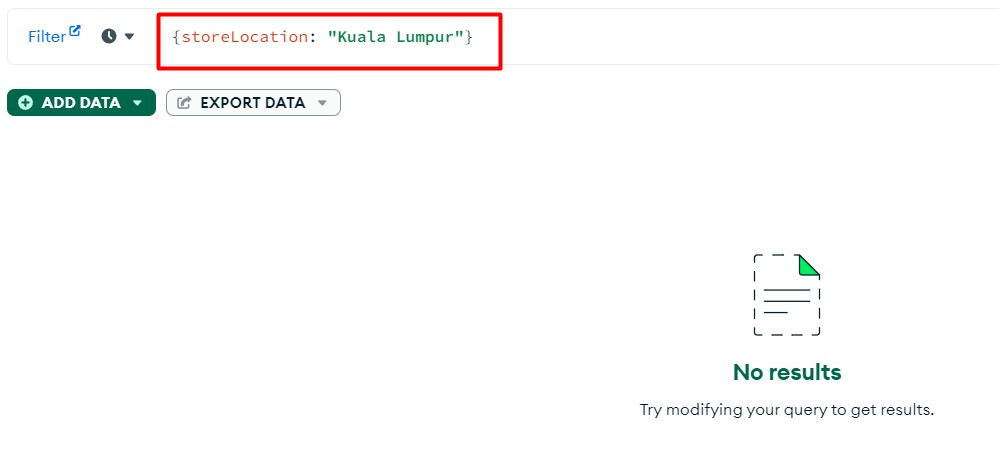 Filter {storeLocation: "Kuala Lumpur"}
ADD DATA EXPORT DATA
No results
Try modifying your query to get results.